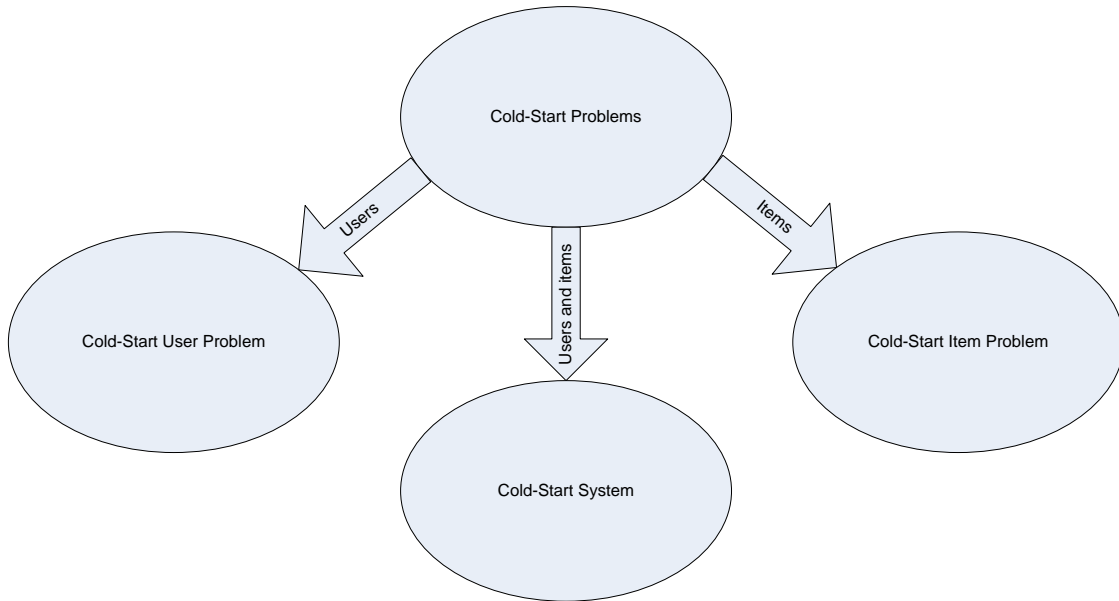 Cold-Start Problems
Users
Users and items
Items
Cold-Start User Problem
Cold-Start Item Problem
Cold-Start System